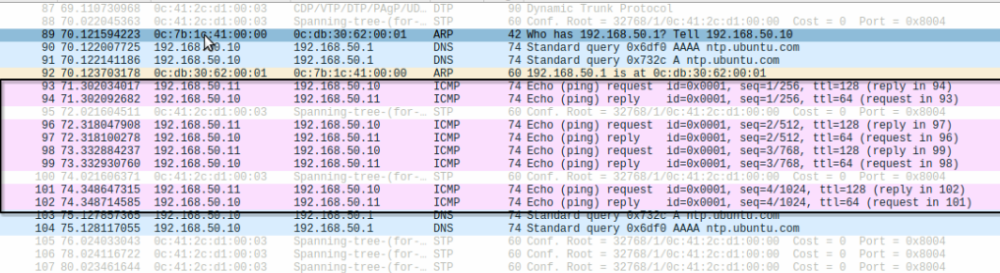 87 69.110730968 0c:41:2c:d1:00:03 CDP/VTP/DTP/PAgP/UD… DTP 90 Dynamic Trunk Protocol
88 70.022045363 0c:41:2c:d1:00:03 Spanning-tree-(for-… STP 60 Conf. Root = 32768/1/0c:41:2c:d1:00:00 Cost = 0 Port = 0x8004
89 70.121594223 0c:7b:1c:41:00:00 0c:db:30:62:00:01 ARP 42 Who has 192.168.50.1? Tell 192.168.50.10
90 70.122007725 192.168.50.10 192.168.50.1 DNS 74 Standard query 0x6df0 AAAA ntp.ubuntu.com
91 70.122141186 192.168.50.10 192.168.50.1 DNS 74 Standard query 0x732c A ntp.ubuntu.com
92 70.123703178 0c:db:30:62:00:01 0c:7b:1c:41:00:00 ARP 60 192.168.50.1 is at 0c:db:30:62:00:01
93 71.302034017 192.168.50.11 192.168.50.10 ICMP 74 Echo (ping) request id=0x0001, seq=1/256, ttl=128 (reply in 94)
94 71.302092682 192.168.50.10 192.168.50.11 ICMP 74 Echo (ping) reply id=0x0001, seq=1/256, ttl=64 (request in 93)
95 72.021604511 0c:41:2c:d1:00:03 Spanning-tree-(for-… STP 60 Conf. Root = 32768/1/0c:41:2c:d1:00:00 Cost = 0 Port = 0x8004
96 72.318047908 192.168.50.11 192.168.50.10 ICMP 74 Echo (ping) request id=0x0001, seq=2/512, ttl=128 (reply in 97)
97 72.318100278 192.168.50.10 192.168.50.11 ICMP 74 Echo (ping) reply id=0x0001, seq=2/512, ttl=64 (request in 96)
98 73.332884237 192.168.50.11 192.168.50.10 ICMP 74 Echo (ping) request id=0x0001, seq=3/768, ttl=128 (reply in 99)
99 73.332930760 192.168.50.10 192.168.50.11 ICMP 74 Echo (ping) reply id=0x0001, seq=3/768, ttl=64 (request in 98)
100 74.021606371 0c:41:2c:d1:00:03 Spanning-tree-(for-… STP 60 Conf. Root = 32768/1/0c:41:2c:d1:00:00 Cost = 0 Port = 0x8004
101 74.348647315 192.168.50.11 192.168.50.10 ICMP 74 Echo (ping) request id=0x0001, seq=4/1024, ttl=128 (reply in 102)
102 74.348714585 192.168.50.10 192.168.50.11 ICMP 74 Echo (ping) reply id=0x0001, seq=4/1024, ttl=64 (request in 101)
103 75.127857365 192.168.50.10 192.168.50.1 DNS 74 Standard query 0x732c A ntp.ubuntu.com
104 75.128117055 192.168.50.10 192.168.50.1 DNS 74 Standard query 0x6df0 AAAA ntp.ubuntu.com
105 76.024033043 0c:41:2c:d1:00:03 Spanning-tree-(for-… STP 60 Conf. Root = 32768/1/0c:41:2c:d1:00:00 Cost = 0 Port = 0x8004
106 78.024116722 0c:41:2c:d1:00:03 Spanning-tree-(for-… STP 60 Conf. Root = 32768/1/0c:41:2c:d1:00:00 Cost = 0 Port = 0x8004
107 80.023461644 0c:41:2c:d1:00:03 Spanning-tree-(for-… STP 60 Conf. Root = 32768/1/0c:41:2c:d1:00:00 Cost = 0 Port = 0x8004